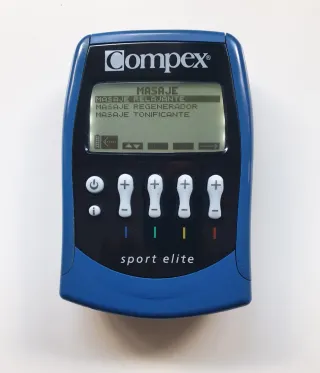 Compex®
MASAJE
MASAJE RELAJANTE
MASAJE REGENERADOR
MASAJE TONIFICANTE
+ + + +
i - - - -
sport elite